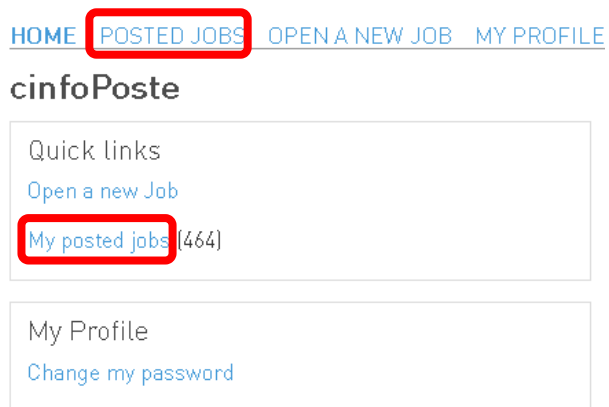 HOME POSTED JOBS OPEN A NEW JOB MY PROFILE
cinfoPoste
Quick links
Open a new Job
My posted jobs (464)
My Profile
Change my password